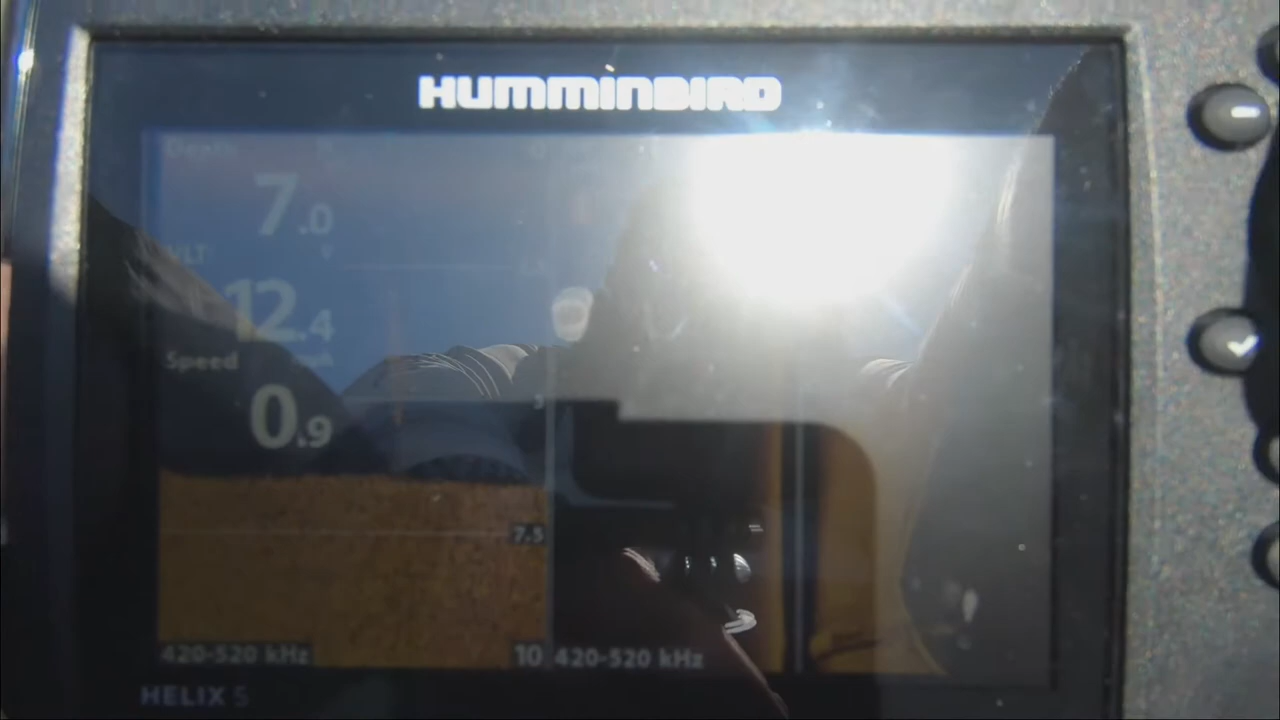 HUMMINBIRD
Depth
7.0
VLT
V
12.4
Speed
0.9
7.5
420-520 kHz
10
420-520 kHz
HELIX 5